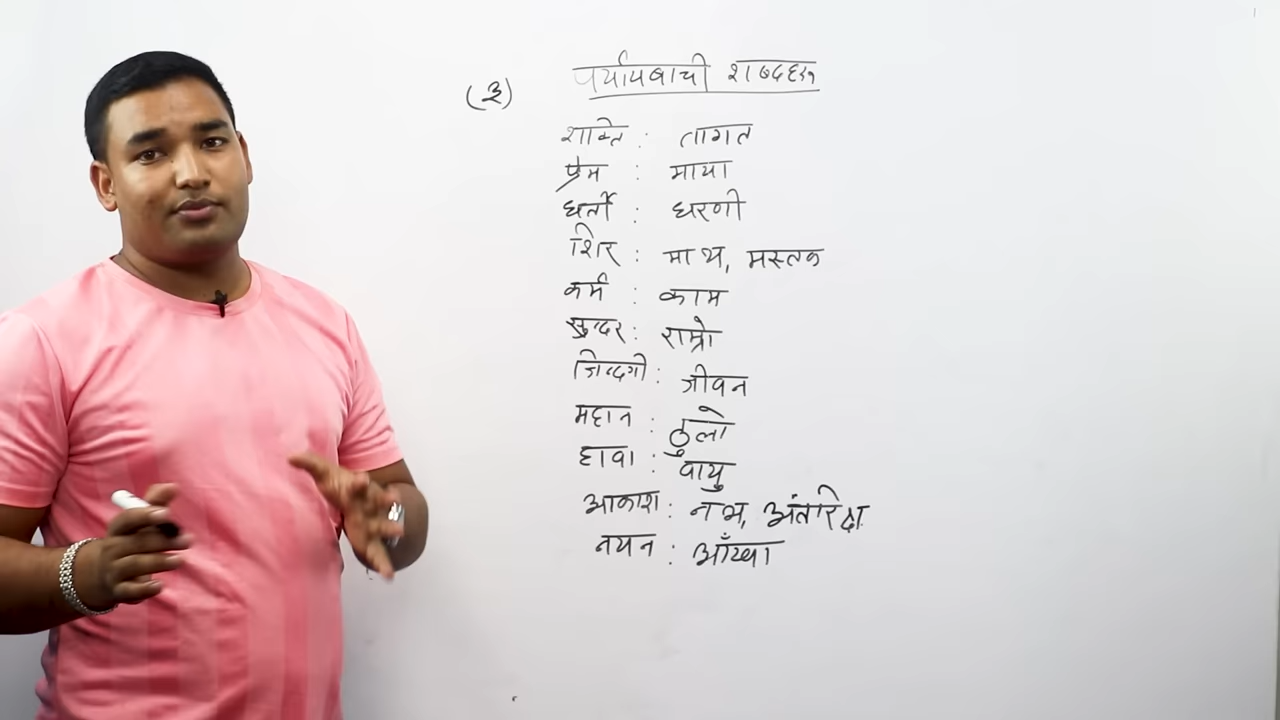 (३) पर्यायवाची शब्दहरू
शक्ति : तागत
प्रेम : माया
धर्ती : धरणी
शिर : माथ, मस्तक
कर्म : काम
सुन्दर : राम्रो
जिन्दगी : जीवन
महान : ठुलो
हावा : वायु
आकाश : नभ, अंतरिक्ष
नयन : आँखा